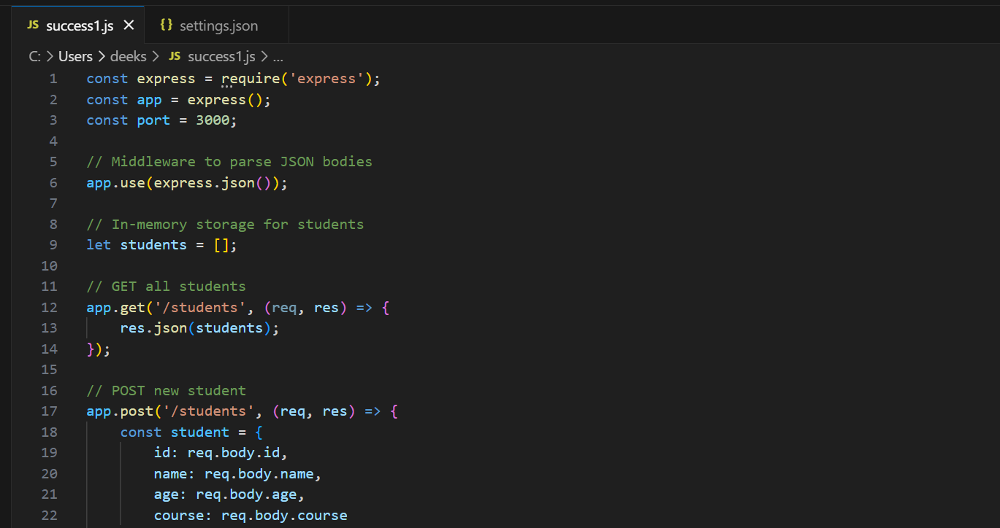 JS success1.js ×
{} settings.json
C: > Users > deeks > JS success1.js > ...
1 const express = require('express');
2 const app = express();
3 const port = 3000;
4
5 // Middleware to parse JSON bodies
6 app.use(express.json());
7
8 // In-memory storage for students
9 let students = [];
10
11 // GET all students
12 app.get('/students', (req, res) => {
13     res.json(students);
14 });
15
16 // POST new student
17 app.post('/students', (req, res) => {
18     const student = {
19         id: req.body.id,
20         name: req.body.name,
21         age: req.body.age,
22         course: req.body.course